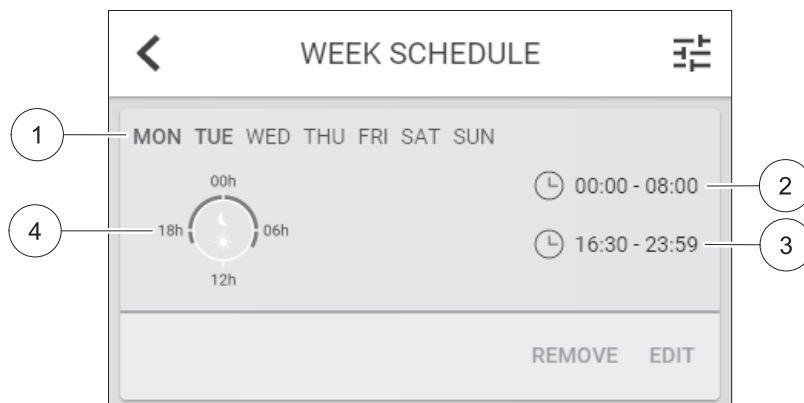 WEEK SCHEDULE
1
MON TUE WED THU FRI SAT SUN
00h
00:00 - 08:00
2
4
18h
06h
16:30 - 23:59
3
12h
REMOVE EDIT